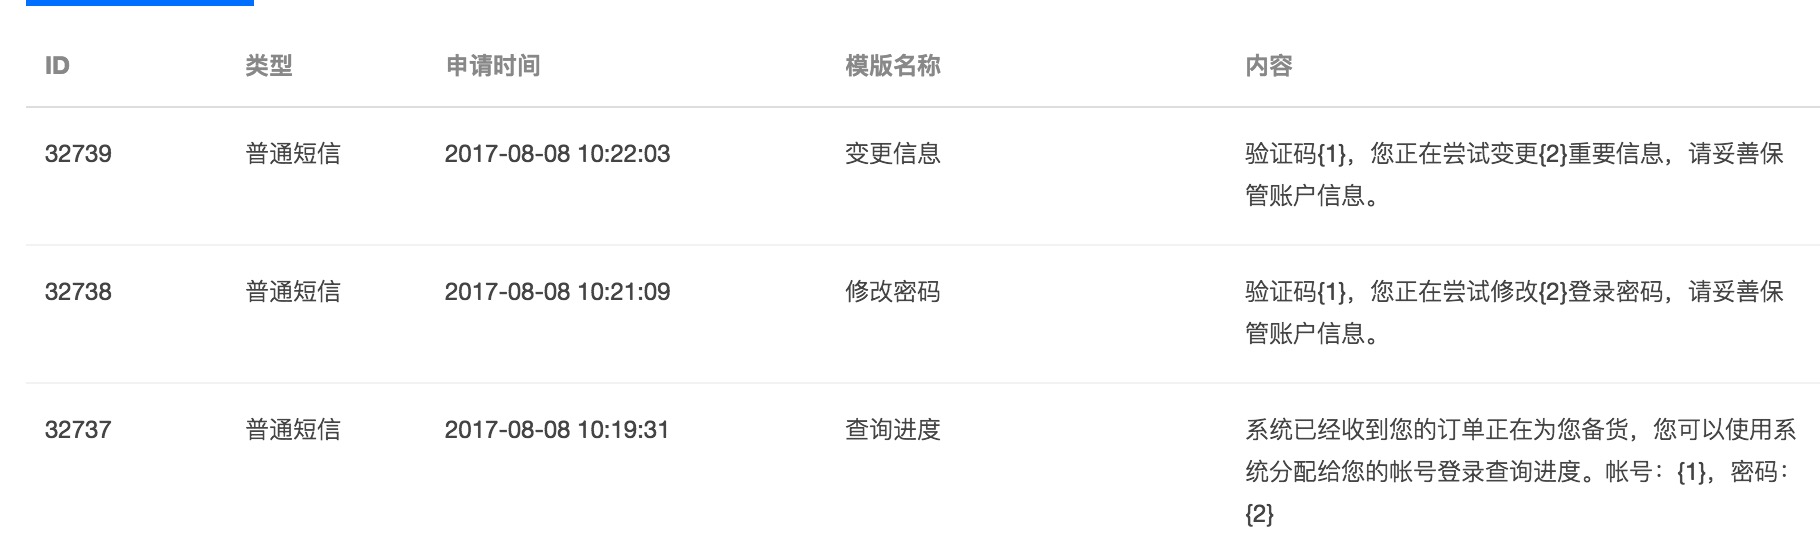 ID 类型 申请时间 模版名称 内容
32739 普通短信 2017-08-08 10:22:03 变更信息 验证码{1}，您正在尝试变更{2}重要信息，请妥善保
管账户信息。
32738 普通短信 2017-08-08 10:21:09 修改密码 验证码{1}，您正在尝试修改{2}登录密码，请妥善保
管账户信息。
32737 普通短信 2017-08-08 10:19:31 查询进度 系统已经收到您的订单正在为您备货，您可以使用系
统分配给您的帐号登录查询进度。帐号：{1}，密码：
{2}